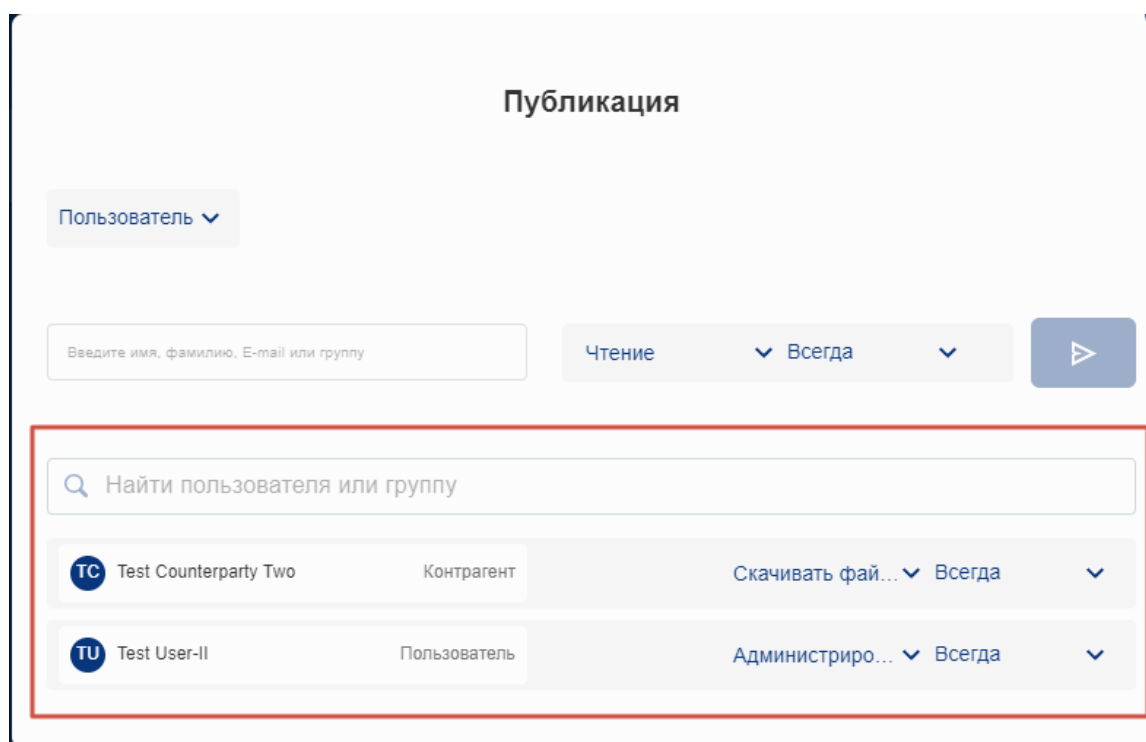 Публикация
Пользователь
Введите имя, фамилию, E-mail или группу
Чтение Всегда
Найти пользователя или группу
TC Test Counterparty Two Контрагент Скачивать фай... Всегда
TU Test User-II Пользователь Администриро... Всегда